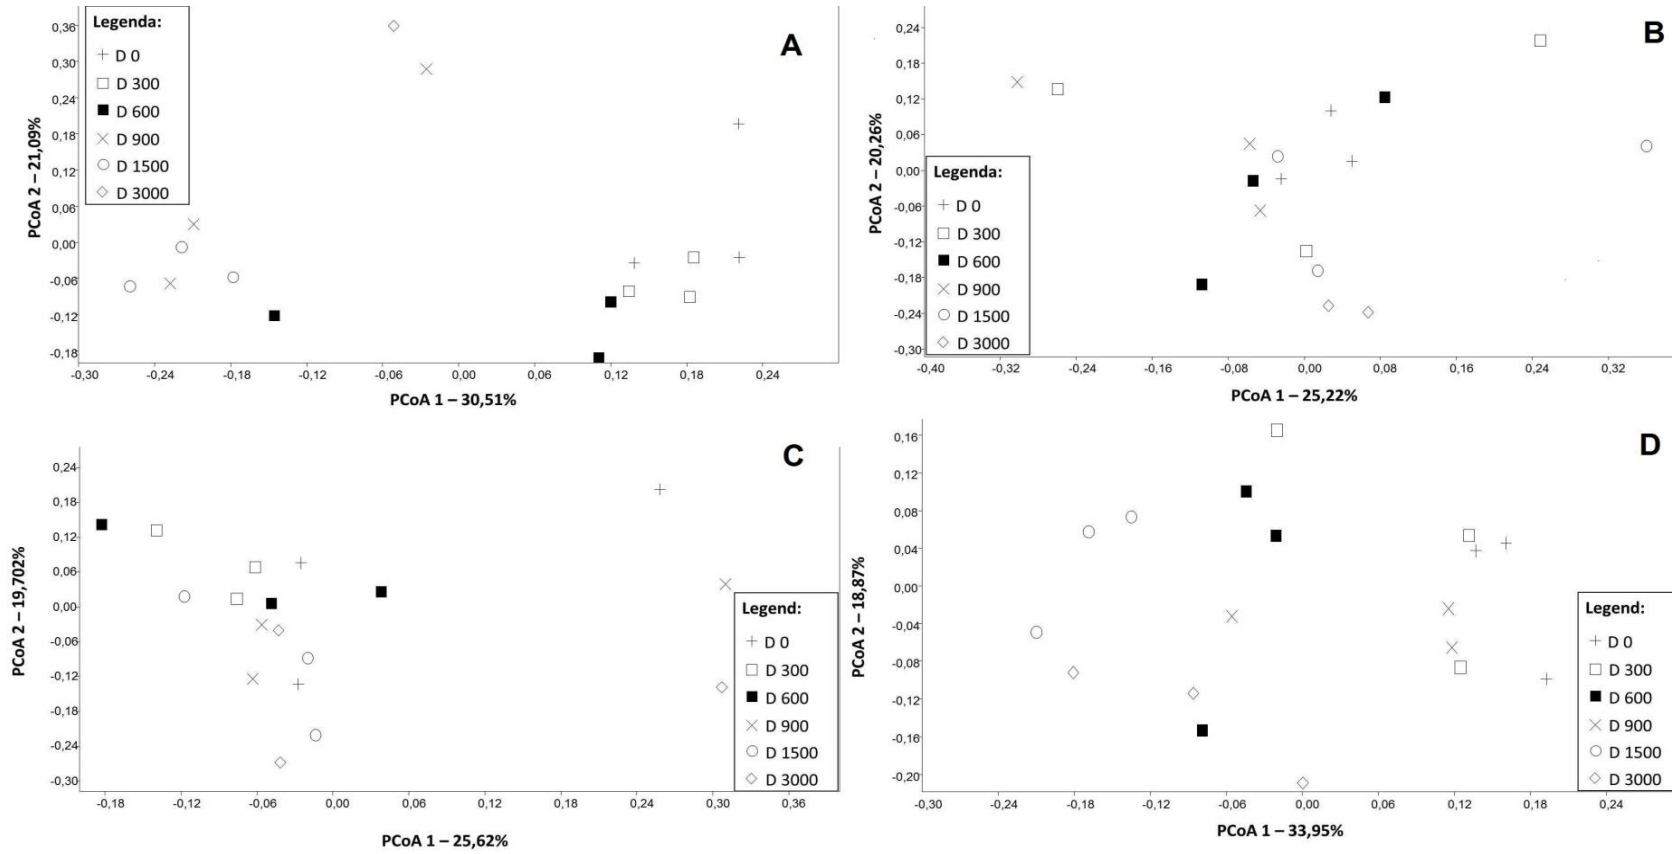 A
Legenda:
D 0
D 300
D 600
D 900
D 1500
D 3000
PCoA 2 – 21,09%
0,36
0,30
0,24
0,18
0,12
0,06
0,00
-0,06
-0,12
-0,18
-0,30 -0,24 -0,18 -0,12 -0,06 0,00 0,06 0,12 0,18 0,24
PCoA 1 – 30,51%
B
Legenda:
D 0
D 300
D 600
D 900
D 1500
D 3000
PCoA 2 – 20,26%
0,24
0,18
0,12
0,06
0,00
-0,06
-0,12
-0,18
-0,24
-0,30
-0,40 -0,32 -0,24 -0,16 -0,08 0,00 0,08 0,16 0,24 0,32
PCoA 1 – 25,22%
C
PCoA 2 – 19,702%
0,24
0,18
0,12
0,06
0,00
-0,06
-0,12
-0,18
-0,24
-0,30
Legend:
D 0
D 300
D 600
D 900
D 1500
D 3000
-0,18 -0,12 -0,06 0,00 0,06 0,12 0,18 0,24 0,30 0,36
PCoA 1 – 25,62%
D
PCoA 2 – 18,87%
0,16
0,12
0,08
0,04
0,00
-0,04
-0,08
-0,12
-0,16
-0,20
Legend:
D 0
D 300
D 600
D 900
D 1500
D 3000
-0,30 -0,24 -0,18 -0,12 -0,06 0,00 0,06 0,12 0,18 0,24
PCoA 1 – 33,95%